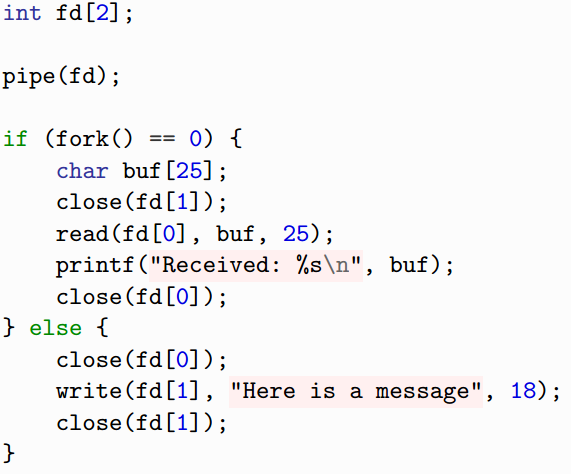 int fd[2];

pipe(fd);

if (fork() == 0) {
    char buf[25];
    close(fd[1]);
    read(fd[0], buf, 25);
    printf("Received: %s\n", buf);
    close(fd[0]);
} else {
    close(fd[0]);
    write(fd[1], "Here is a message", 18);
    close(fd[1]);
}